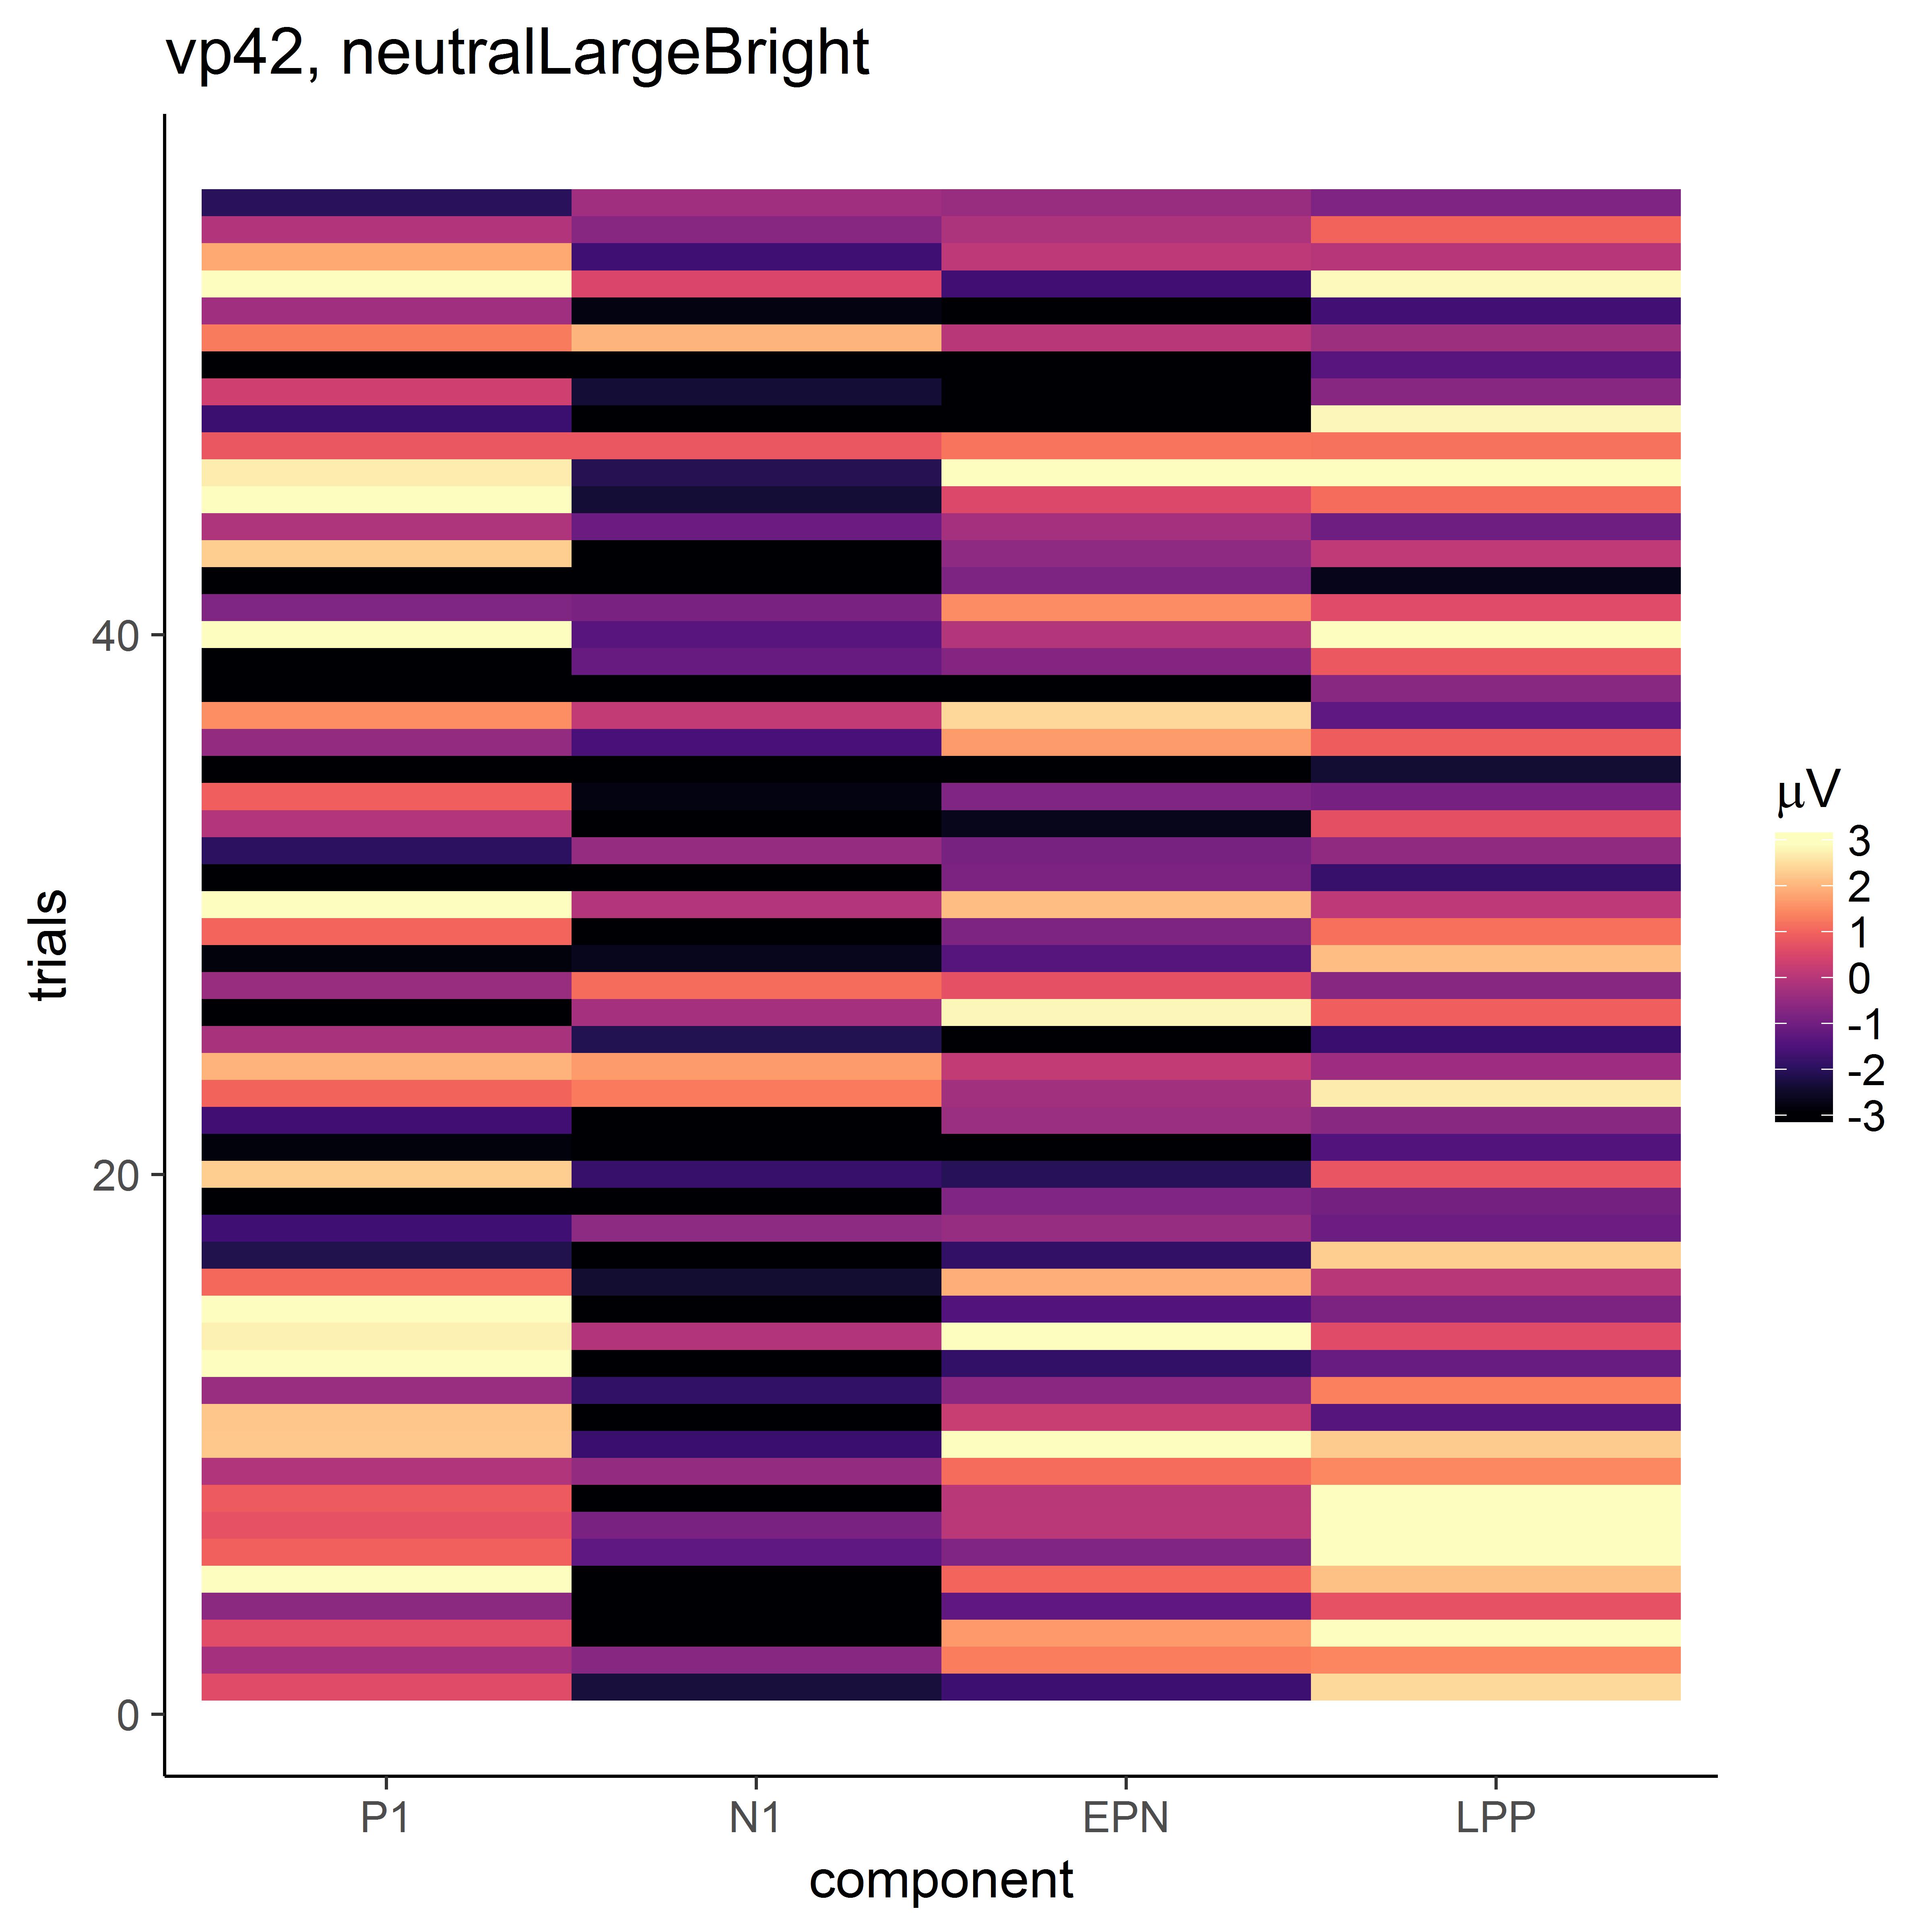 vp42, neutralLargeBright
trials
40
20
0
P1 N1 EPN LPP
component
μV
3
2
1
0
-1
-2
-3